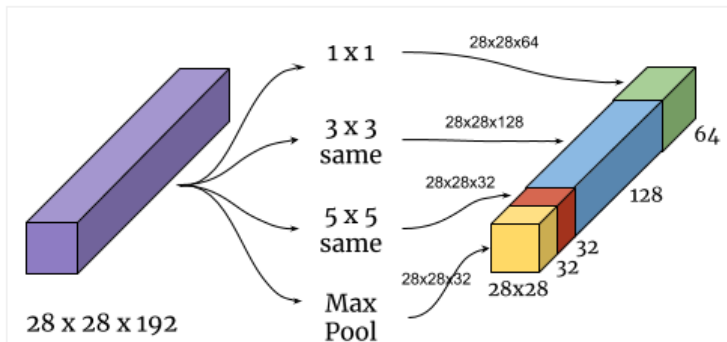 28 x 28 x 192
1 x 1
3 x 3
same
5 x 5
same
Max
Pool
28x28x64
28x28x128
28x28x32
28x28x32
64
128
32
32
28x28